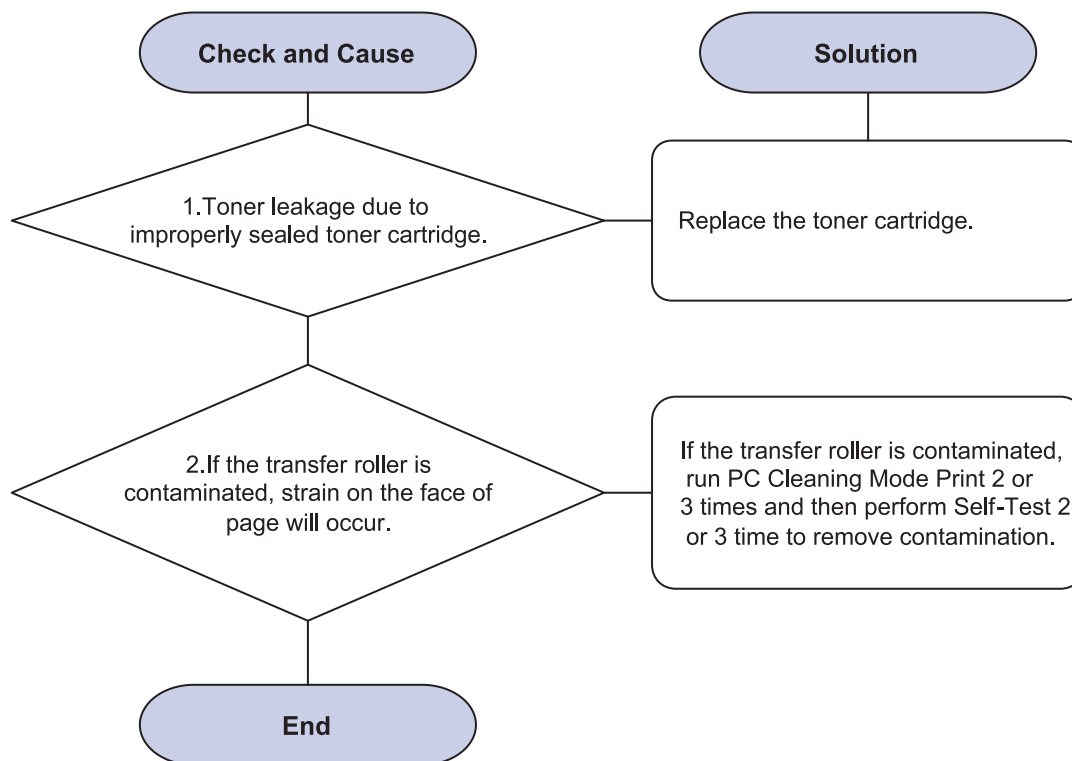 Check and Cause
Solution
1.Toner leakage due to
improperly sealed toner cartridge.
Replace the toner cartridge.
2.If the transfer roller is
contaminated, strain on the face of
page will occur.
If the transfer roller is contaminated,
run PC Cleaning Mode Print 2 or
3 times and then perform Self-Test 2
or 3 time to remove contamination.
End